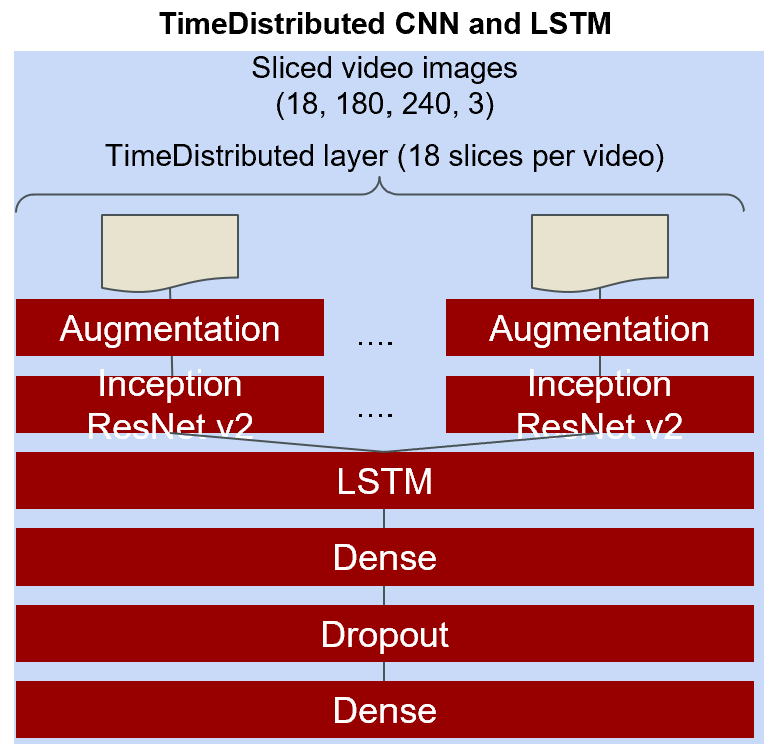 TimeDistributed CNN and LSTM
Sliced video images
(18, 180, 240, 3)
TimeDistributed layer (18 slices per video)
Augmentation
....
Augmentation
Inception
ResNet v2
....
Inception
ResNet v2
LSTM
Dense
Dropout
Dense